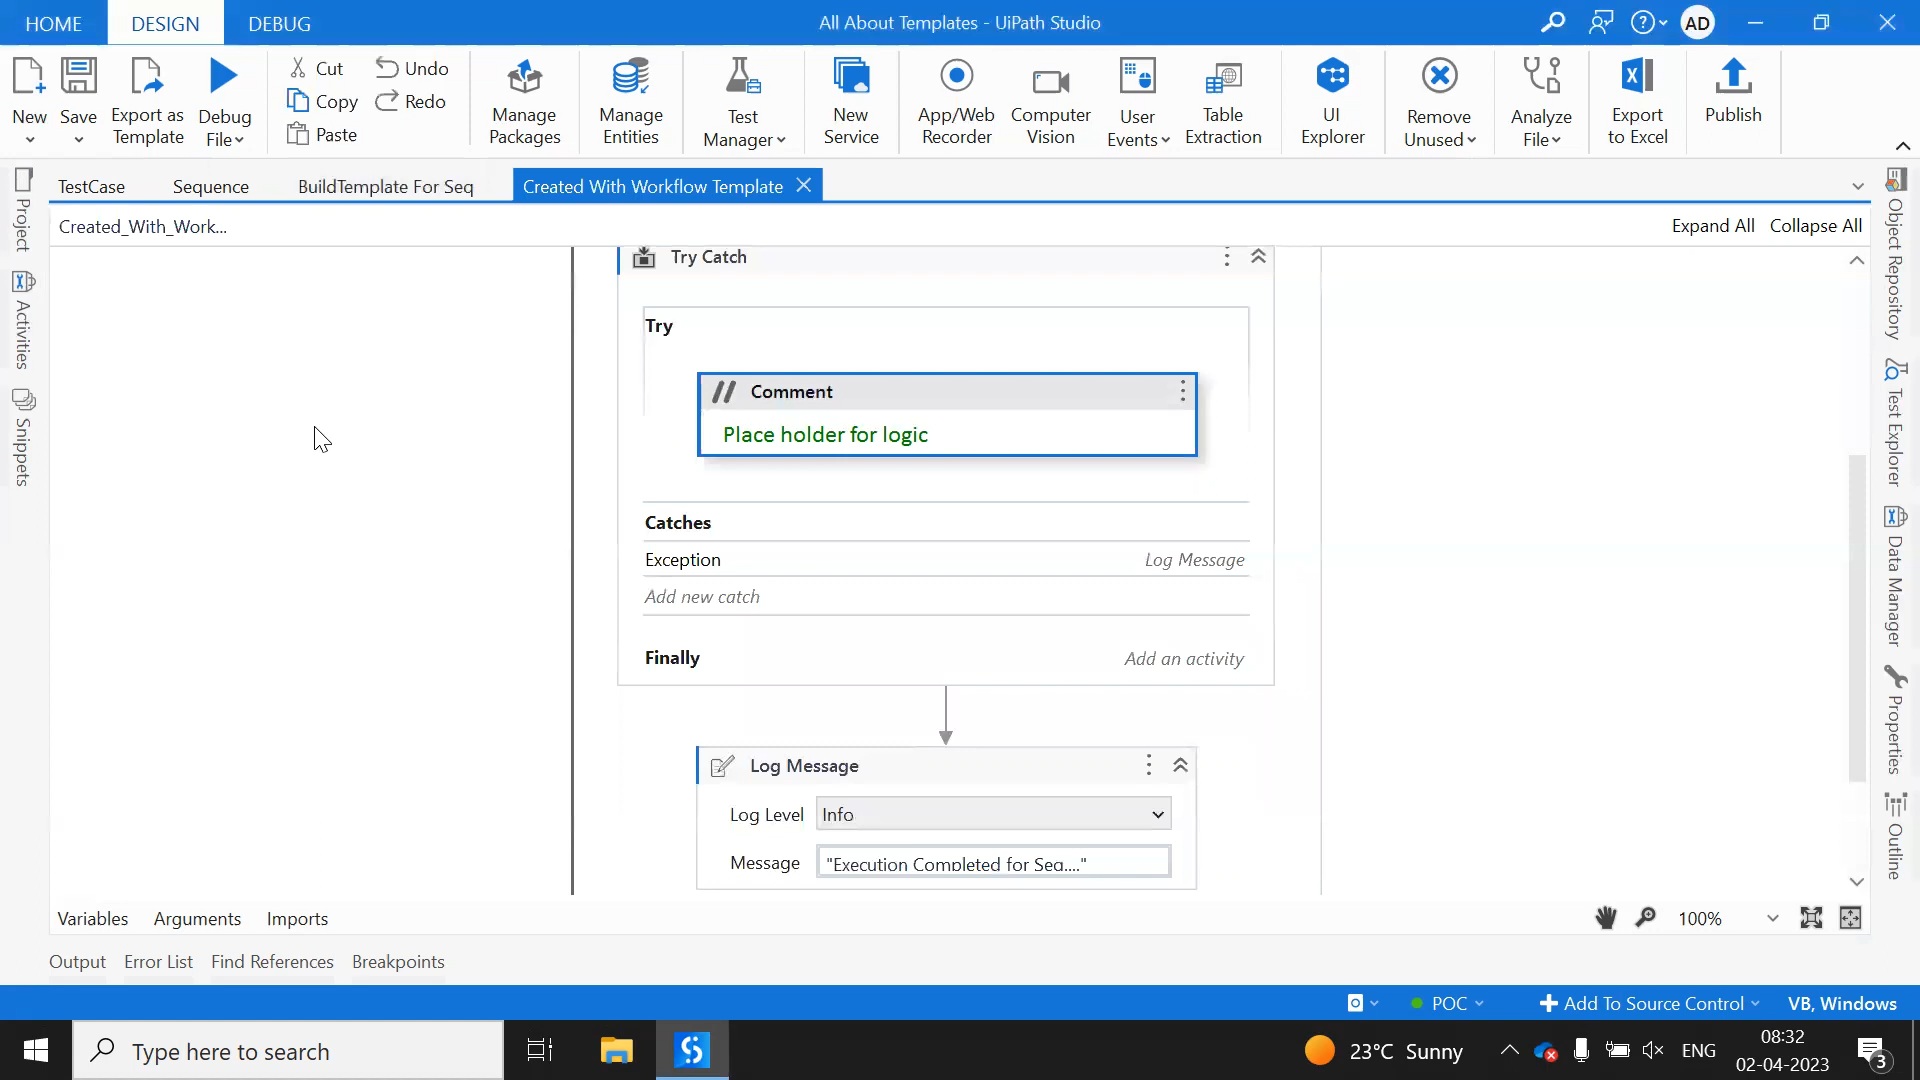 HOME
DESIGN
DEBUG
All About Templates - UiPath Studio
AD
New
Save
Export as
Template
Debug
File
Cut
Copy
Paste
Undo
Redo
Manage
Packages
Manage
Entities
Test
Manager
New
Service
App/Web
Recorder
Computer
Vision
User
Events
Table
Extraction
UI
Explorer
Remove
Unused
Analyze
File
Export
to Excel
Publish
TestCase
Sequence
BuildTemplate For Seq
Created With Workflow Template
Created_With_Work...
Expand All
Collapse All
Project
Activities
Snippets
Try Catch
Try
// Comment
Place holder for logic
Catches
Exception
Log Message
Add new catch
Finally
Add an activity
Log Message
Log Level
Info
Message
"Execution Completed for Seq...."
Object Repository
Test Explorer
Data Manager
Properties
Outline
Variables
Arguments
Imports
100%
Output
Error List
Find References
Breakpoints
POC
Add To Source Control
VB, Windows
Type here to search
23°C Sunny
ENG
08:32
02-04-2023
3